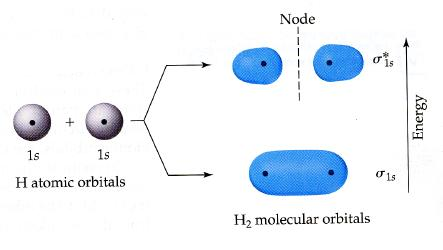 Node
σ*1s
+
1s 1s
H atomic orbitals
Energy
σ1s
H₂ molecular orbitals